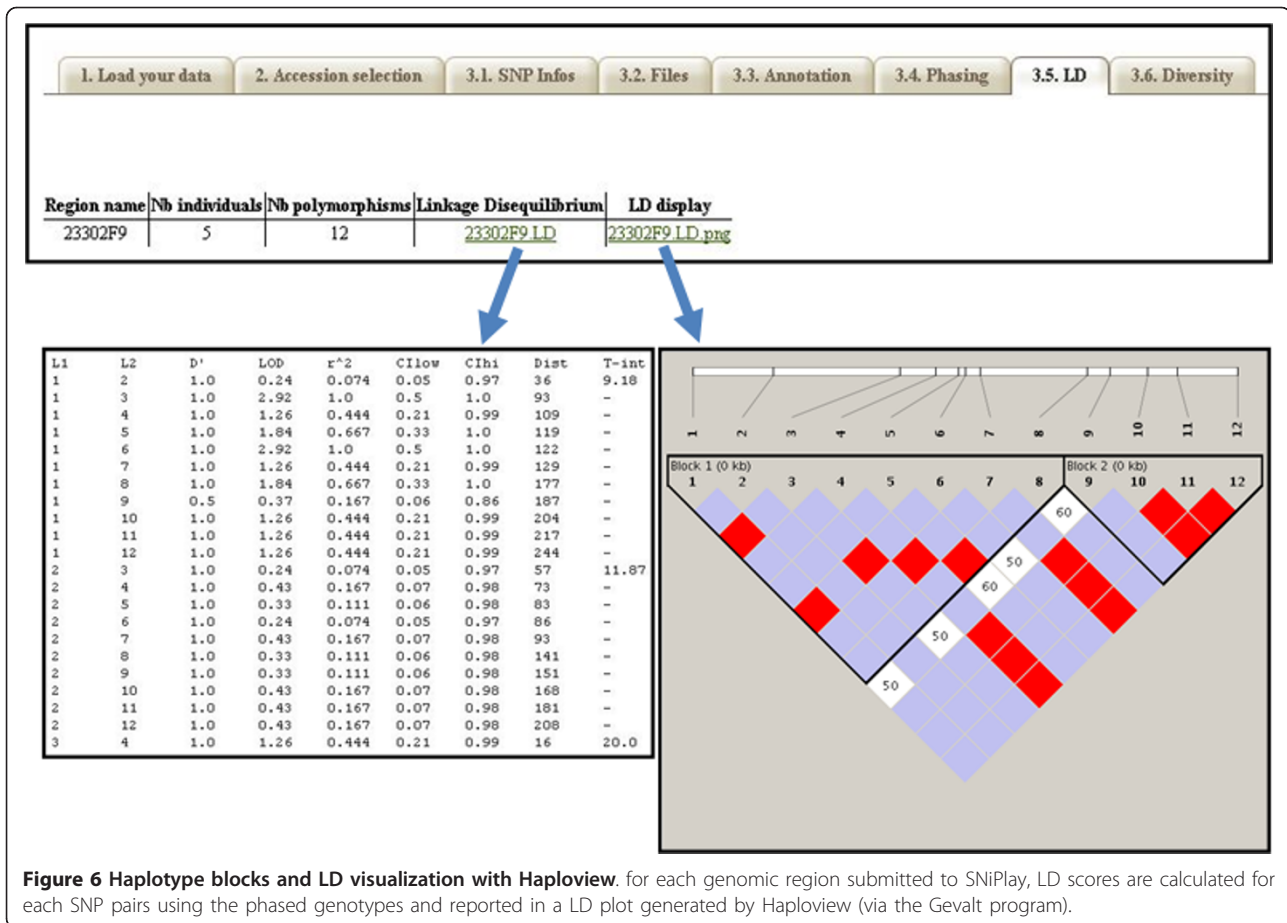 1. Load your data 2. Accession selection 3.1. SNP Infos 3.2. Files 3.3. Annotation 3.4. Phasing 3.5. LD 3.6. Diversity
Region name Nb individuals Nb polymorphisms Linkage Disequilibrium LD display
23302F9 5 12 23302F9.LD 23302F9.LD.png
L1 L2 D' LOD r^2 CIlow CIhi Dist T-int
1 2 1.0 0.24 0.074 0.05 0.97 36 9.18
1 3 1.0 2.92 1.0 0.5 1.0 93 -
1 4 1.0 1.26 0.444 0.21 0.99 109 -
1 5 1.0 1.84 0.667 0.33 1.0 119 -
1 6 1.0 2.92 1.0 0.5 1.0 122 -
1 7 1.0 1.26 0.444 0.21 0.99 129 -
1 8 1.0 1.84 0.667 0.33 1.0 177 -
1 9 0.5 0.37 0.167 0.06 0.86 187 -
1 10 1.0 1.26 0.444 0.21 0.99 204 -
1 11 1.0 1.26 0.444 0.21 0.99 217 -
1 12 1.0 1.26 0.444 0.21 0.99 244 -
2 3 1.0 0.24 0.074 0.05 0.97 57 11.87
2 4 1.0 0.43 0.167 0.07 0.98 73 -
2 5 1.0 0.33 0.111 0.06 0.98 83 -
2 6 1.0 0.24 0.074 0.05 0.97 86 -
2 7 1.0 0.43 0.167 0.07 0.98 93 -
2 8 1.0 0.33 0.111 0.06 0.98 141 -
2 9 1.0 0.33 0.111 0.06 0.98 151 -
2 10 1.0 0.43 0.167 0.07 0.98 168 -
2 11 1.0 0.43 0.167 0.07 0.98 181 -
2 12 1.0 0.43 0.167 0.07 0.98 208 -
3 4 1.0 1.26 0.444 0.21 0.99 16 20.0
1 2 3 4 5 6 7 8 9 10 11 12
Block 1 (0 kb) Block 2 (0 kb)
1 2 3 4 5 6 7 8 9 10 11 12
60
50
60
50
50
Figure 6 Haplotype blocks and LD visualization with Haploview. for each genomic region submitted to SNiPlay, LD scores are calculated for
each SNP pairs using the phased genotypes and reported in a LD plot generated by Haploview (via the Gevalt program).